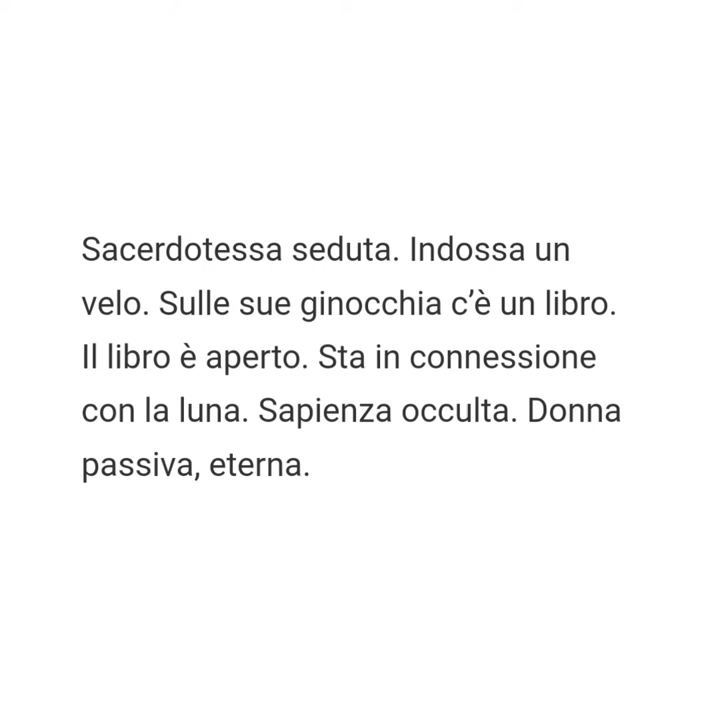 Sacerdotessa seduta. Indossa un
velo. Sulle sue ginocchia c’è un libro.
Il libro è aperto. Sta in connessione
con la luna. Sapienza occulta. Donna
passiva, eterna.